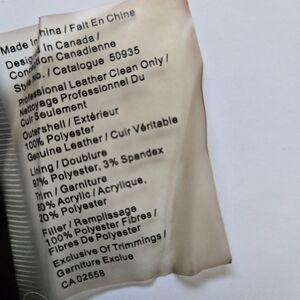 Made In China / Fait En Chine
Designed In Canada /
Conception Canadienne
Style No. / Catalogue 50935
Professional Leather Clean Only /
Nettoyage Professionnel Du
Cuir Seulement
Outershell / Extérieur
100% Polyester
Genuine Leather / Cuir Véritable
Lining / Doublure
97% Polyester, 3% Spandex
Trim / Garniture
80% Acrylic / Acrylique,
20% Polyester
Filler / Remplissage
100% Polyester Fibres /
Fibres De Polyester
Exclusive Of Trimmings /
Garniture Exclue
CA 02558